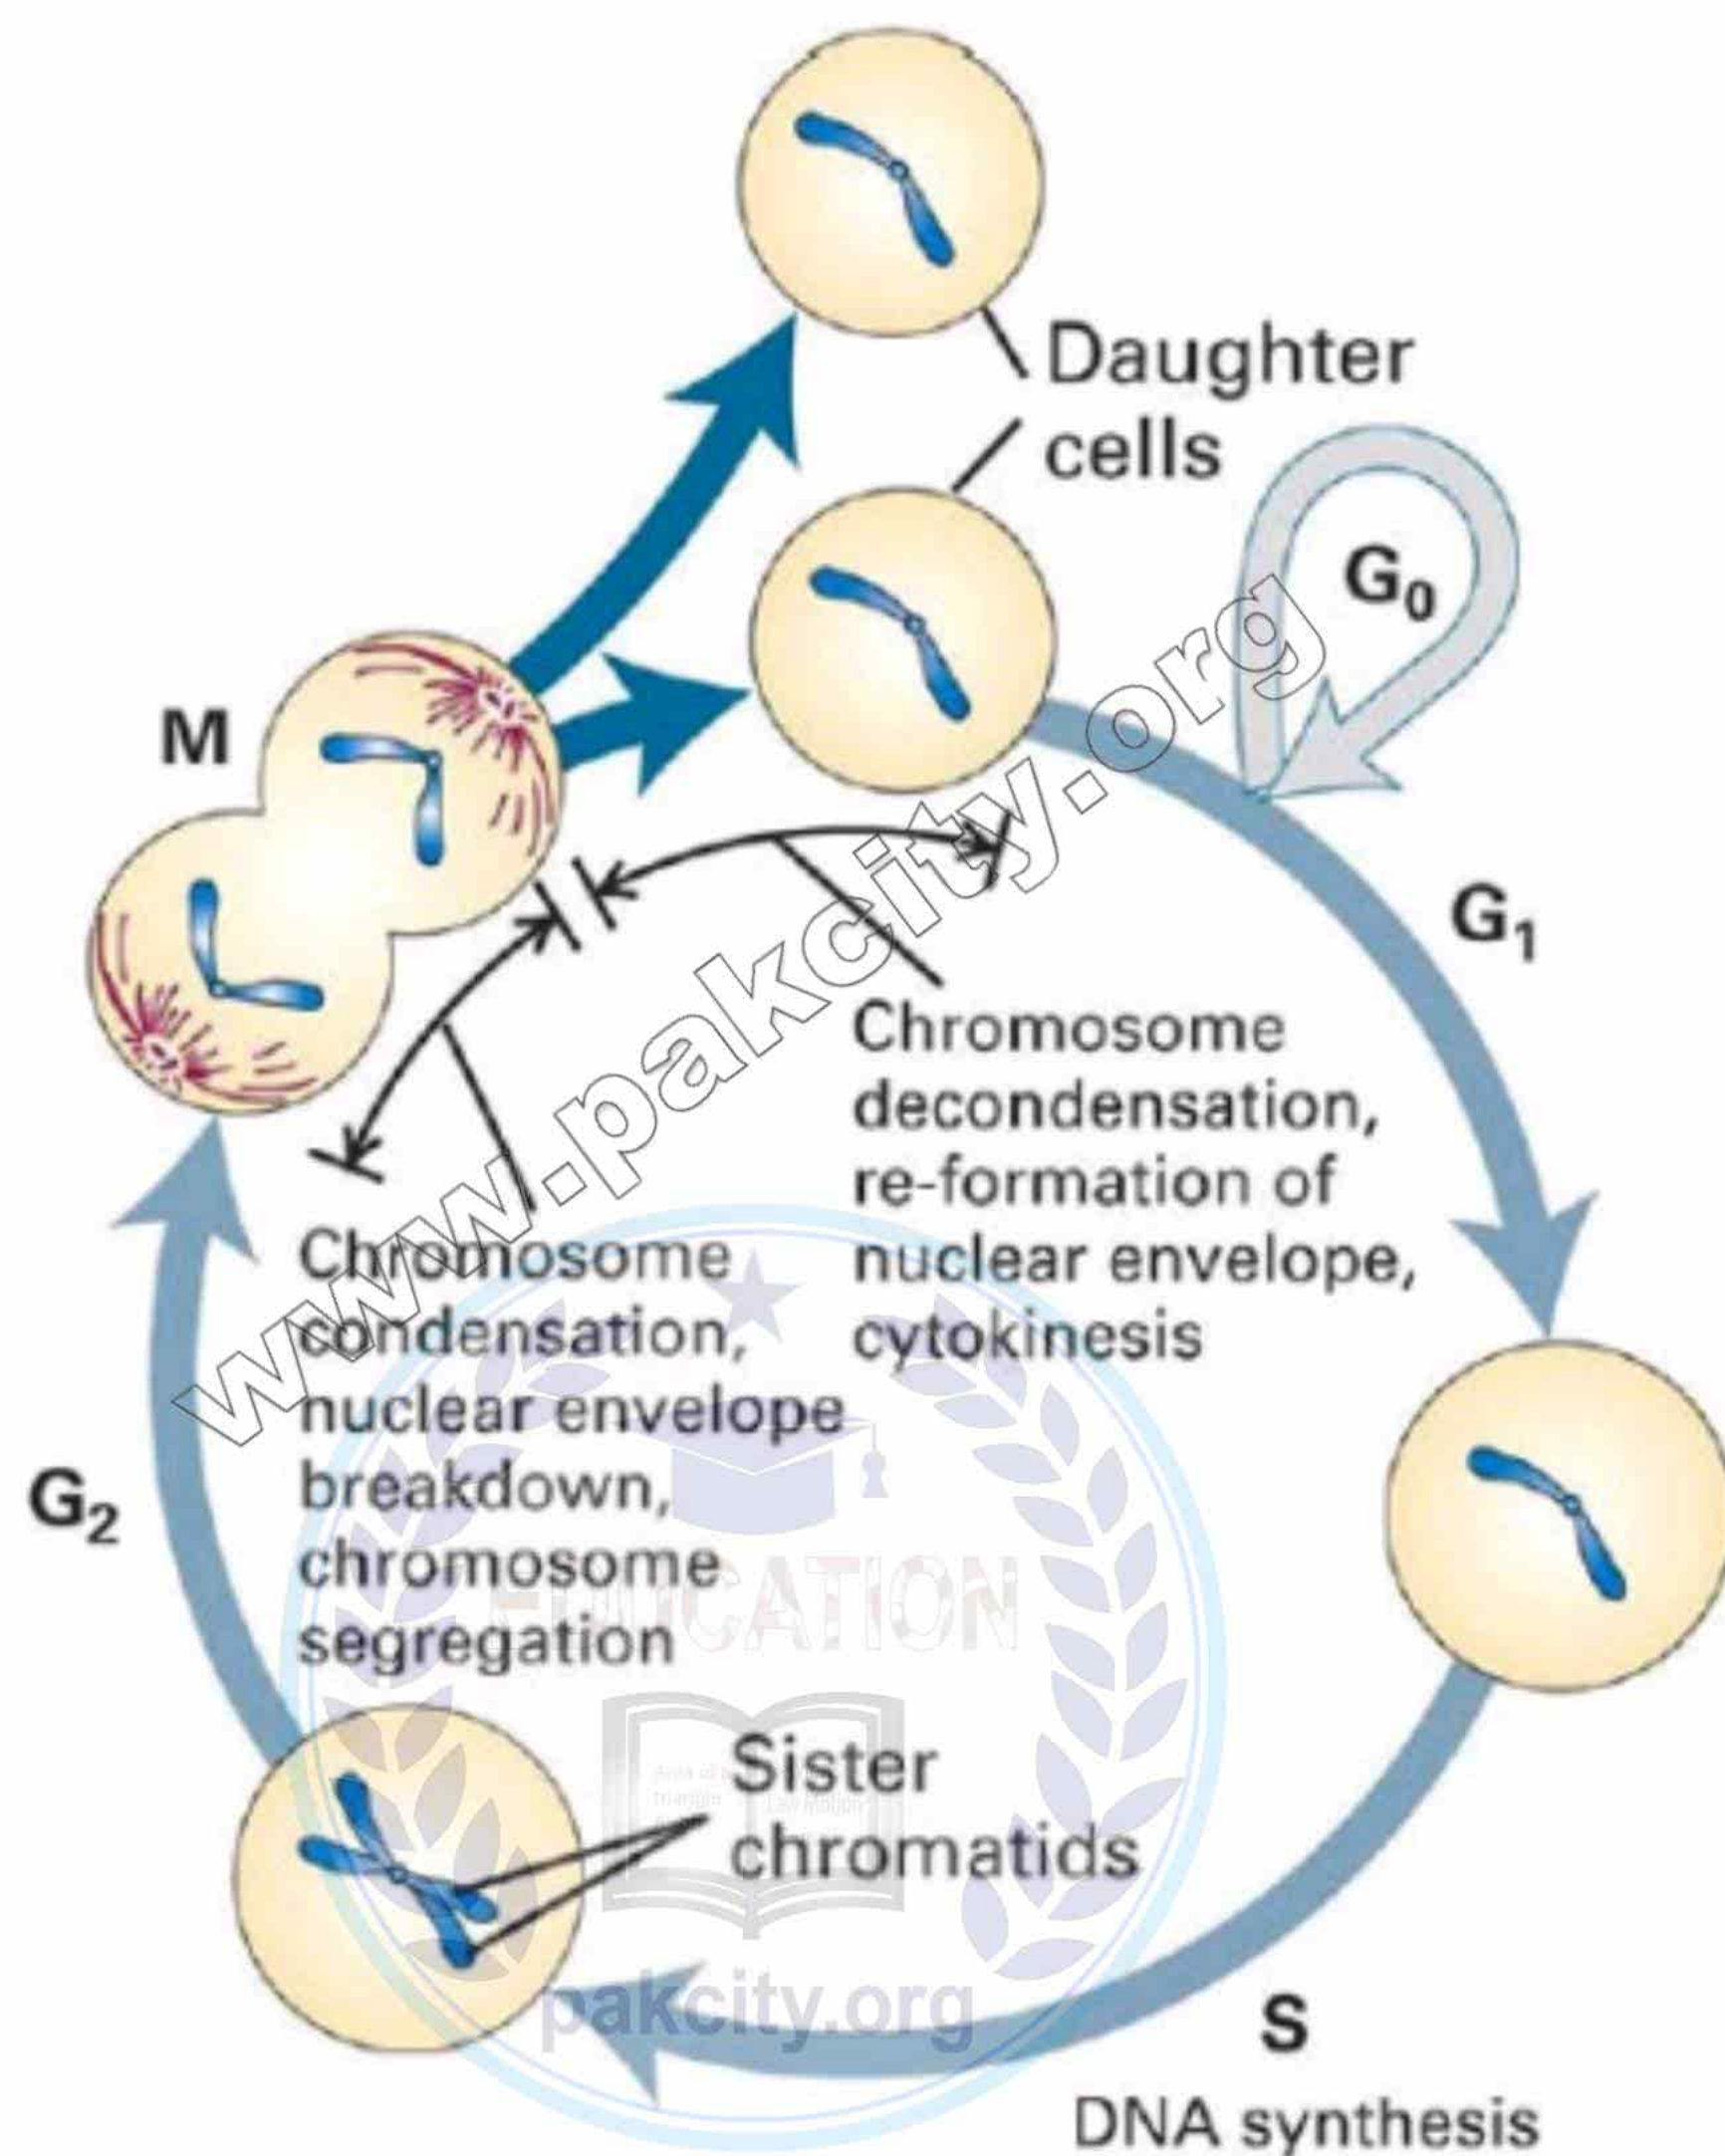 Daughter
cells
G₀
M
G₁
www.pakcity.org
Chromosome
decondensation,
re-formation of
nuclear envelope,
cytokinesis
Chromosome
condensation,
nuclear envelope
breakdown,
chromosome
segregation
G₂
EDUCATION
Sister
chromatids
pakcity.org
S
DNA synthesis